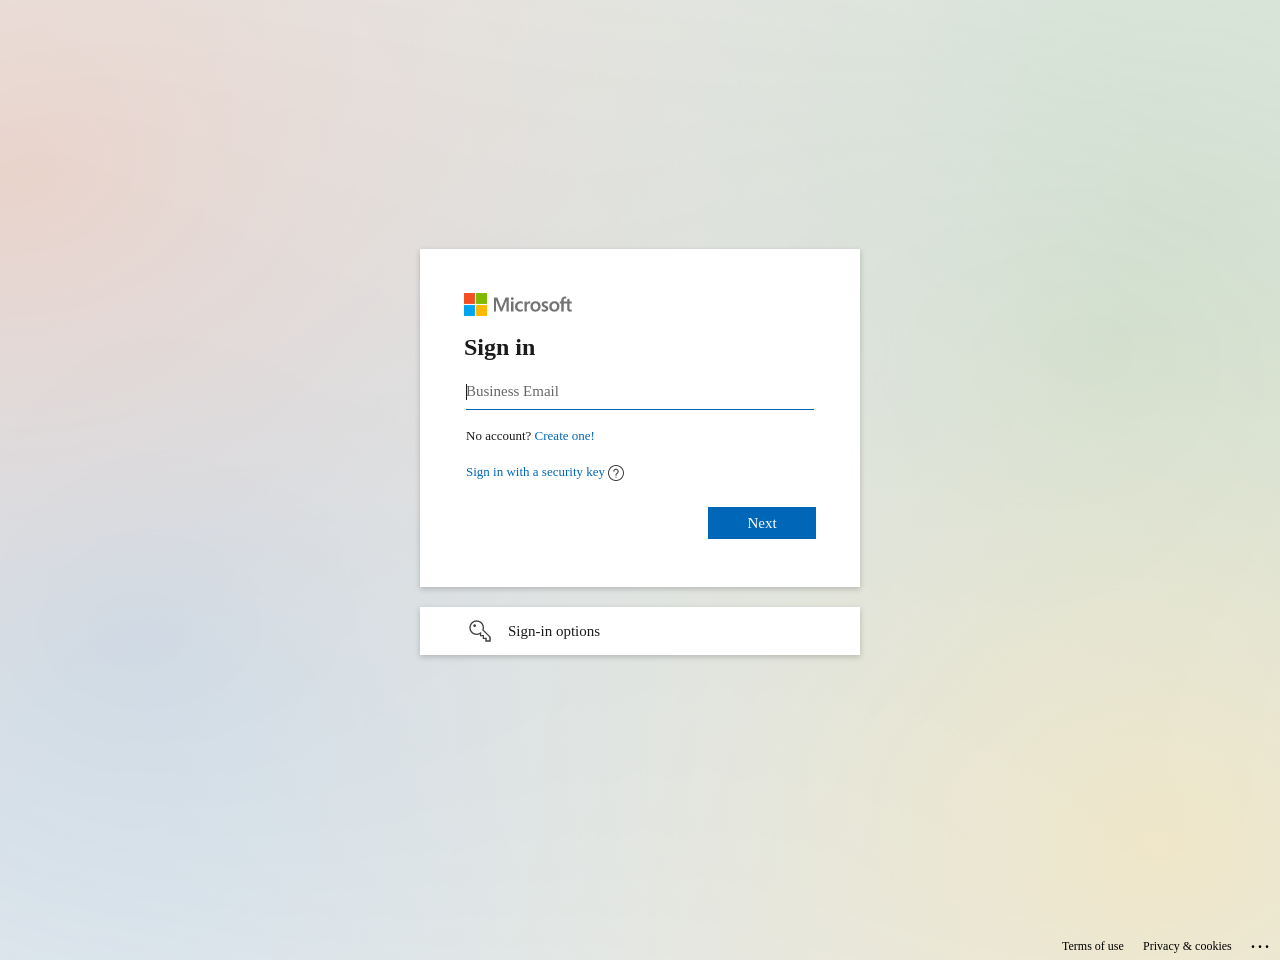 Microsoft
Sign in
Business Email
No account? Create one!
Sign in with a security key
Next
Sign-in options
Terms of use Privacy & cookies ...